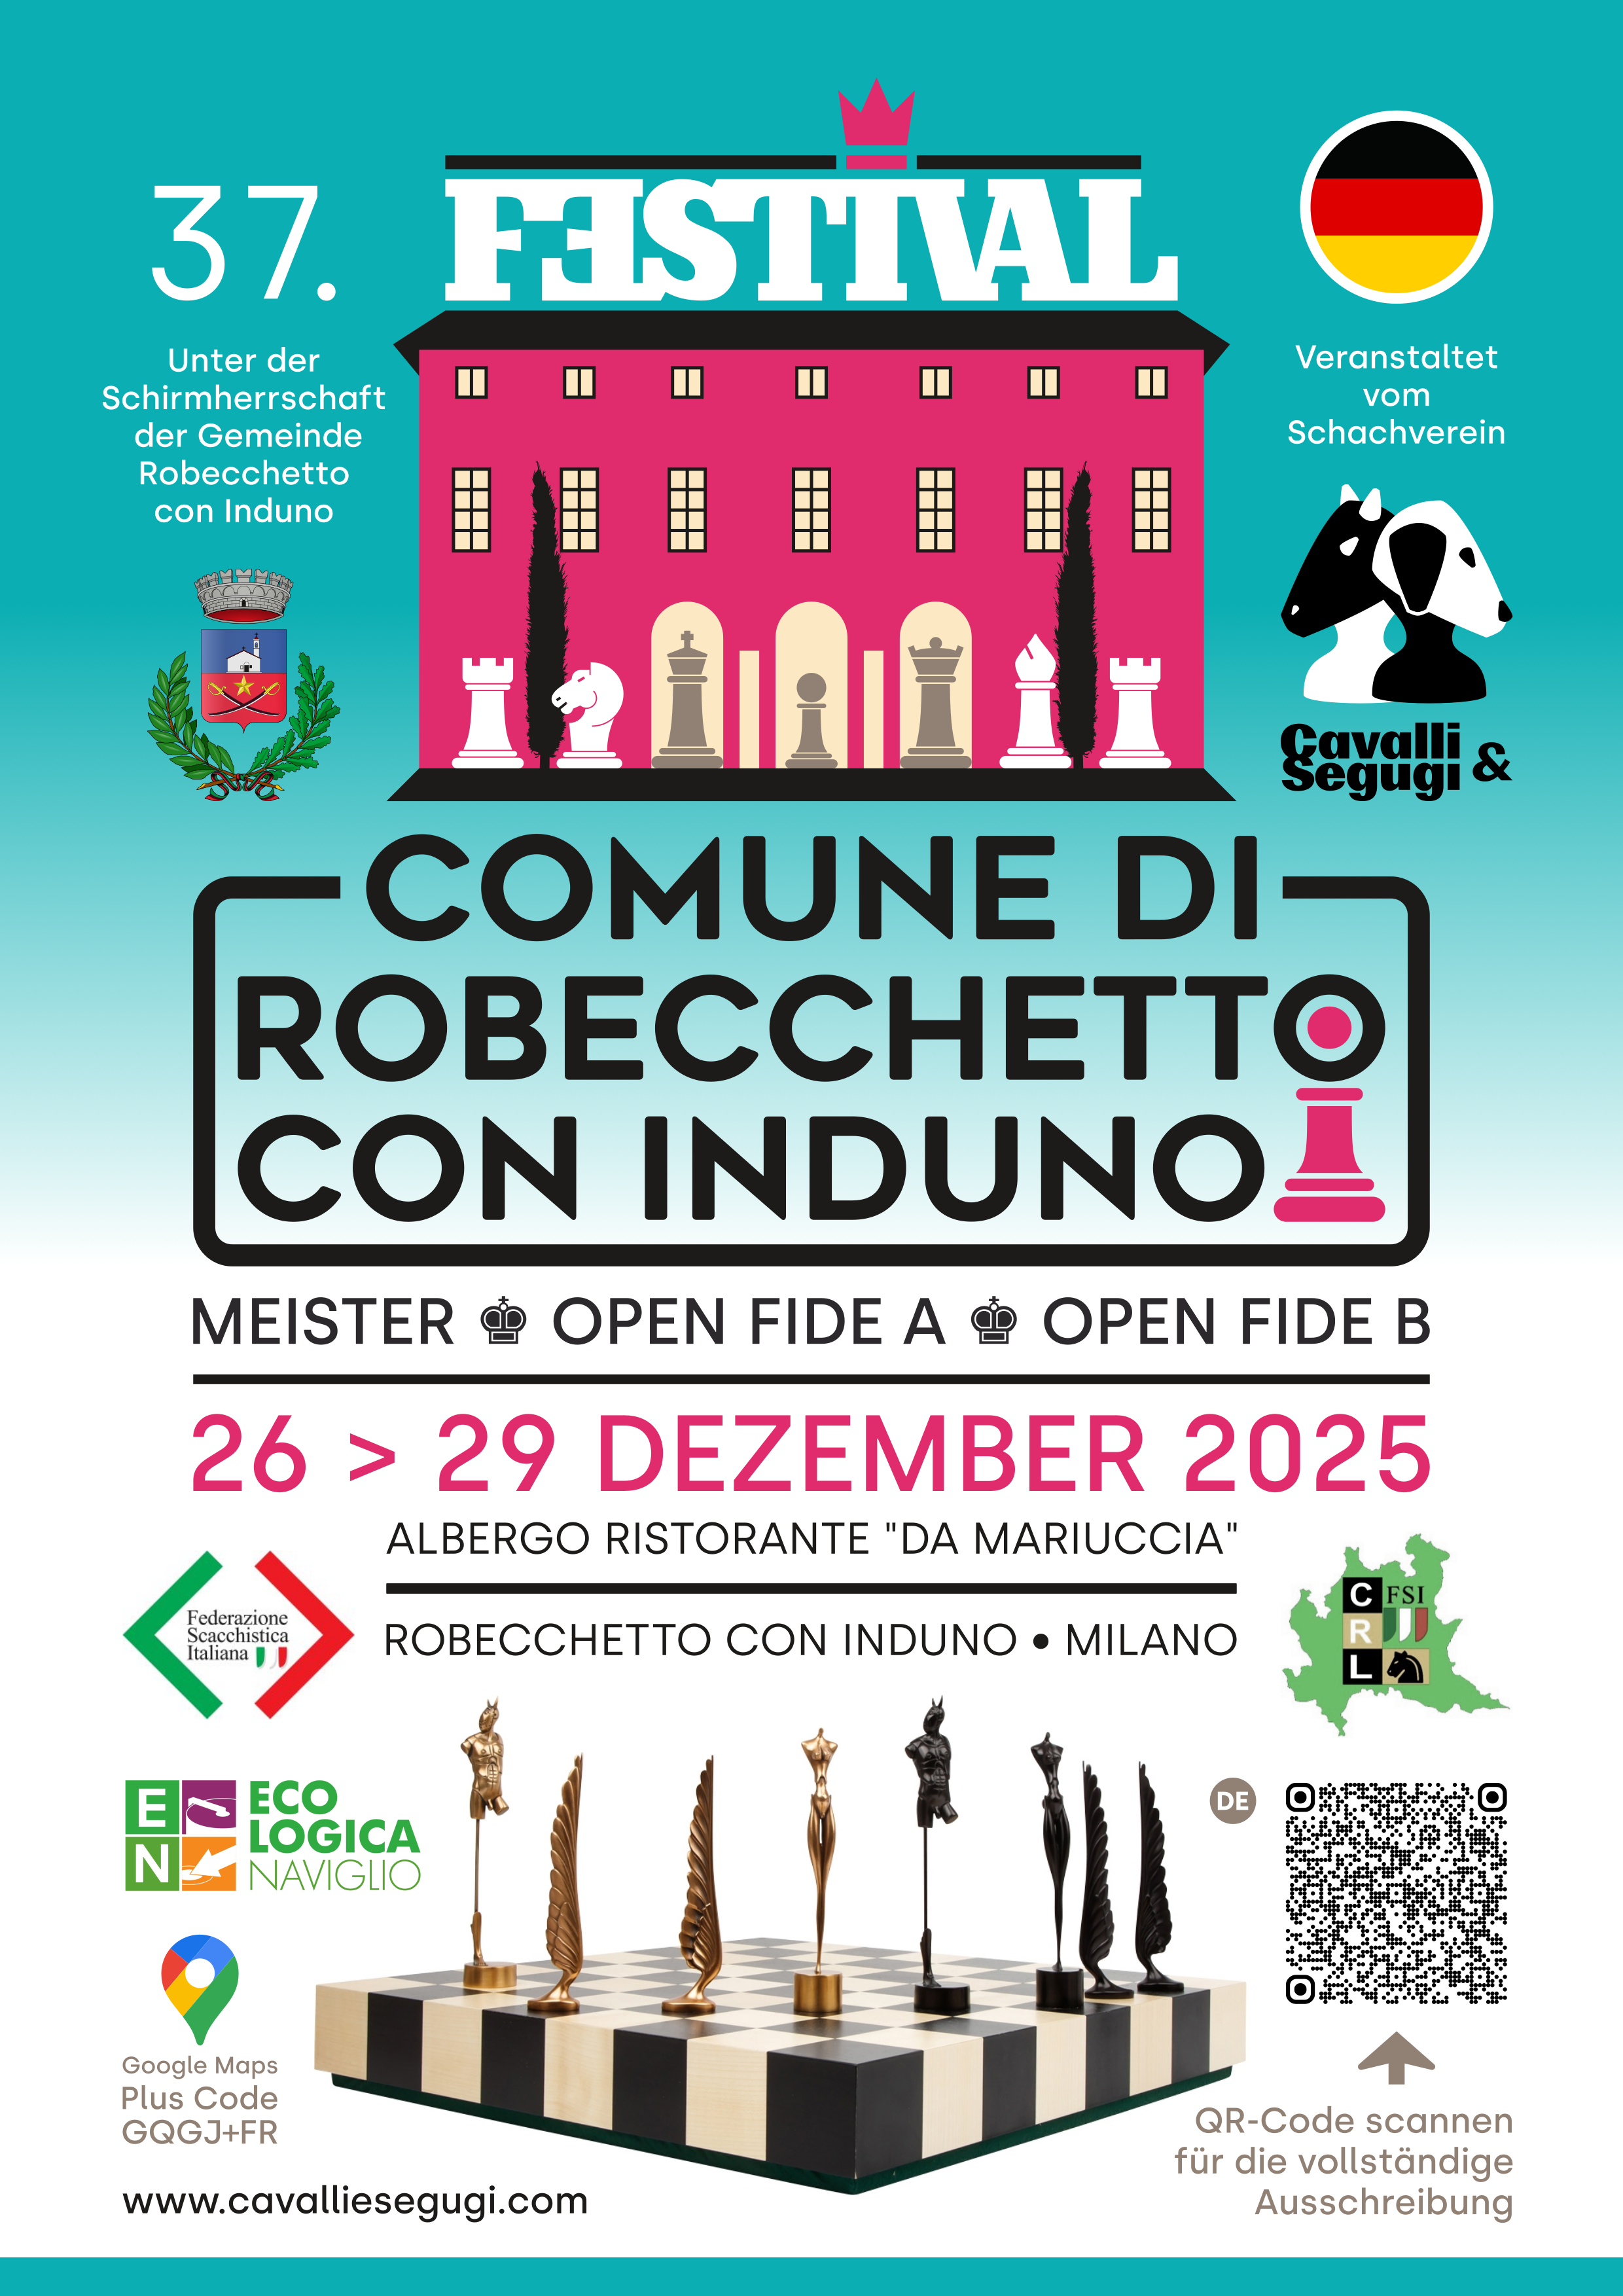 37.
FESTIVAL
Unter der
Schirmherrschaft
der Gemeinde
Robecchetto
con Induno
Veranstaltet
vom
Schachverein
Cavalli &
Segugi
COMUNE DI
ROBECCHETTO
CON INDUNO
MEISTER ♚ OPEN FIDE A ♚ OPEN FIDE B
26 > 29 DEZEMBER 2025
ALBERGO RISTORANTE "DA MARIUCCIA"
ROBECCHETTO CON INDUNO • MILANO
Federazione
Scacchistica
Italiana
C FSI
R
L
E
N
ECO
LOGICA
NAVIGLIO
DE
Google Maps
Plus Code
GQGJ+FR
QR-Code scannen
für die vollständige
Ausschreibung
www.cavalliesegugi.com